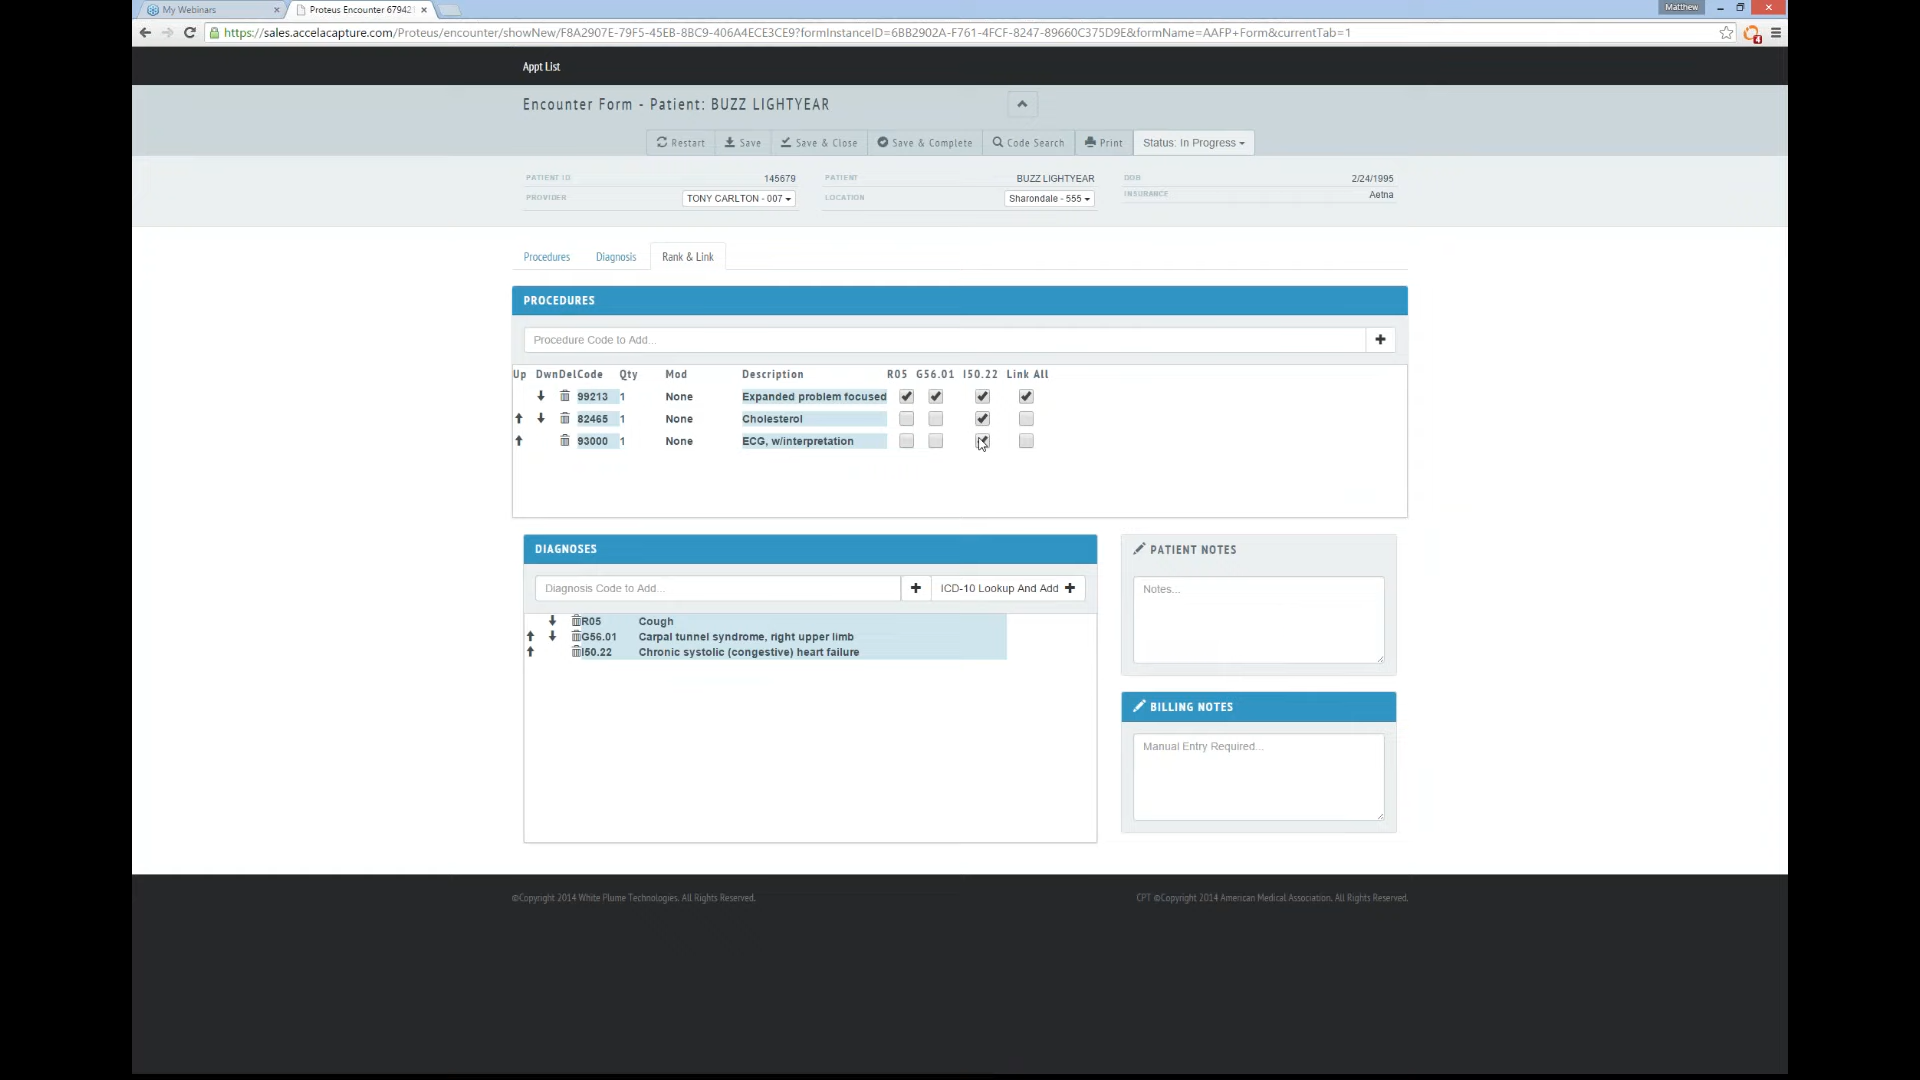 My Webinars
Proteus Encounter 67942
Matthew
https://sales.accelacapture.com/Proteus/encounter/showNew/F8A2907E-79F5-45EB-8BC9-406A4ECE3CE9?formInstanceID=6BB2902A-F761-4FCF-8247-89660C375D9E&formName=AAFP+Form&currentTab=1
Appt List
Encounter Form - Patient: BUZZ LIGHTYEAR
Restart Save Save & Close Save & Complete Code Search Print Status: In Progress
PATIENT ID 145679 PATIENT BUZZ LIGHTYEAR DOB 2/24/1995
PROVIDER TONY CARLTON - 007 LOCATION Sharondale - 555 INSURANCE Aetna
Procedures Diagnosis Rank & Link
PROCEDURES
Procedure Code to Add...
Up Dwn Del Code Qty Mod Description R05 G56.01 I50.22 Link All
99213 1 None Expanded problem focused
82465 1 None Cholesterol
93000 1 None ECG, w/interpretation
DIAGNOSES
Diagnosis Code to Add...
ICD-10 Lookup And Add
R05 Cough
G56.01 Carpal tunnel syndrome, right upper limb
I50.22 Chronic systolic (congestive) heart failure
PATIENT NOTES
Notes...
BILLING NOTES
Manual Entry Required...
©Copyright 2014 White Plume Technologies. All Rights Reserved.
CPT ©Copyright 2014 American Medical Association. All Rights Reserved.